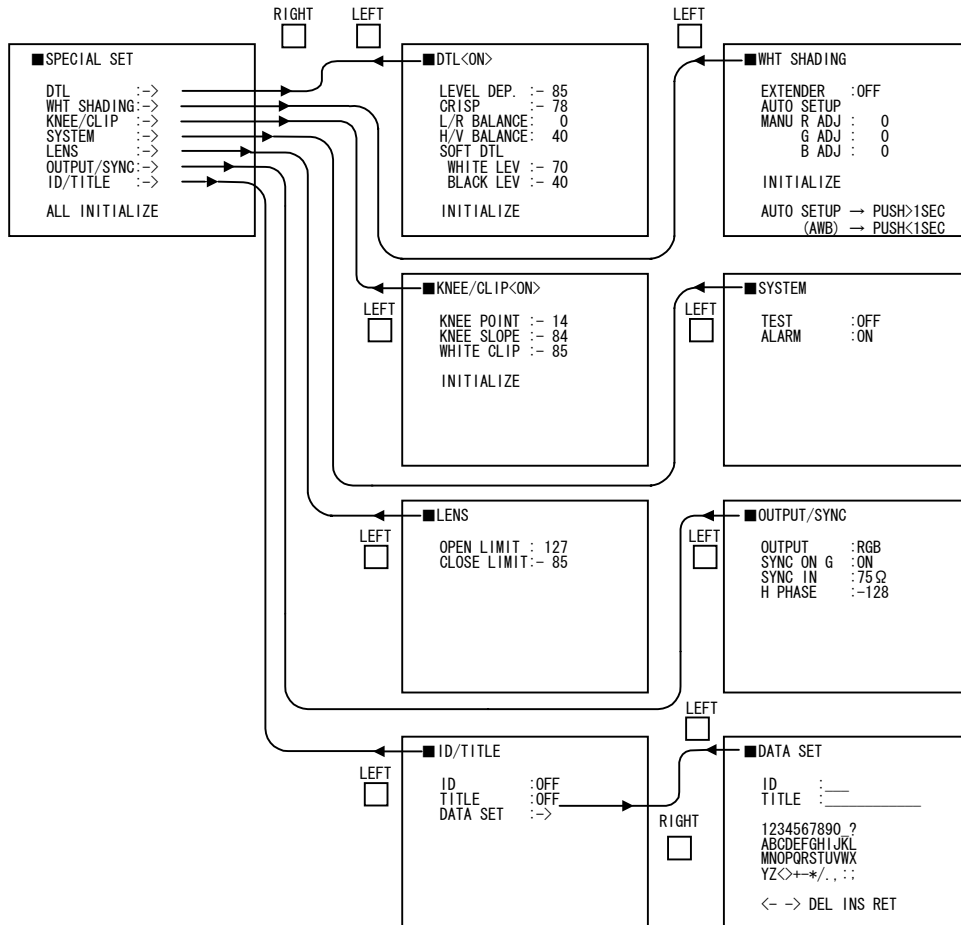 RIGHT
LEFT
LEFT
■SPECIAL SET
DTL :->
WHT SHADING:->
KNEE/CLIP :->
SYSTEM :->
LENS :->
OUTPUT/SYNC:->
ID/TITLE :->
ALL INITIALIZE
■DTL<ON>
LEVEL DEP. :- 85
CRISP :- 78
L/R BALANCE: 0
H/V BALANCE: 40
SOFT DTL
WHITE LEV :- 70
BLACK LEV :- 40
INITIALIZE
■WHT SHADING
EXTENDER :OFF
AUTO SETUP
MANU R ADJ : 0
G ADJ : 0
B ADJ : 0
INITIALIZE
AUTO SETUP → PUSH>1SEC
(AWB) → PUSH<1SEC
LEFT
■KNEE/CLIP<ON>
KNEE POINT :- 14
KNEE SLOPE :- 84
WHITE CLIP :- 85
INITIALIZE
LEFT
■SYSTEM
TEST :OFF
ALARM :ON
LEFT
■LENS
OPEN LIMIT : 127
CLOSE LIMIT:- 85
LEFT
■OUTPUT/SYNC
OUTPUT :RGB
SYNC ON G :ON
SYNC IN :75Ω
H PHASE :-128
LEFT
■ID/TITLE
ID :OFF
TITLE :OFF
DATA SET :->
LEFT
RIGHT
■DATA SET
ID :___
TITLE :____________
1234567890_?
ABCDEFGHIJKL
MNOPQRSTUVWX
YZ<>+-*/.,:;
<- -> DEL INS RET